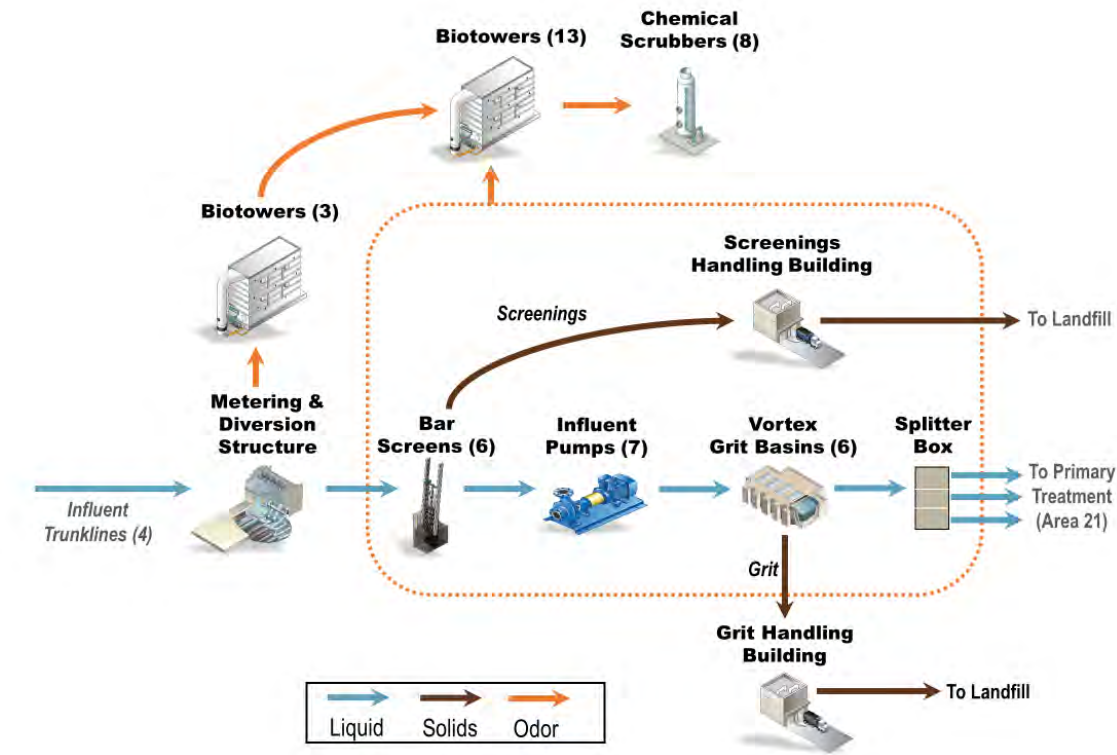 Biotowers (13)
Chemical
Scrubbers (8)
Biotowers (3)
Screenings
Handling Building
Screenings
To Landfill
Metering &
Diversion
Structure
Bar
Screens (6)
Influent
Pumps (7)
Vortex
Grit Basins (6)
Splitter
Box
Influent
Trunklines (4)
To Primary
Treatment
(Area 21)
Grit
Grit Handling
Building
To Landfill
Liquid Solids Odor